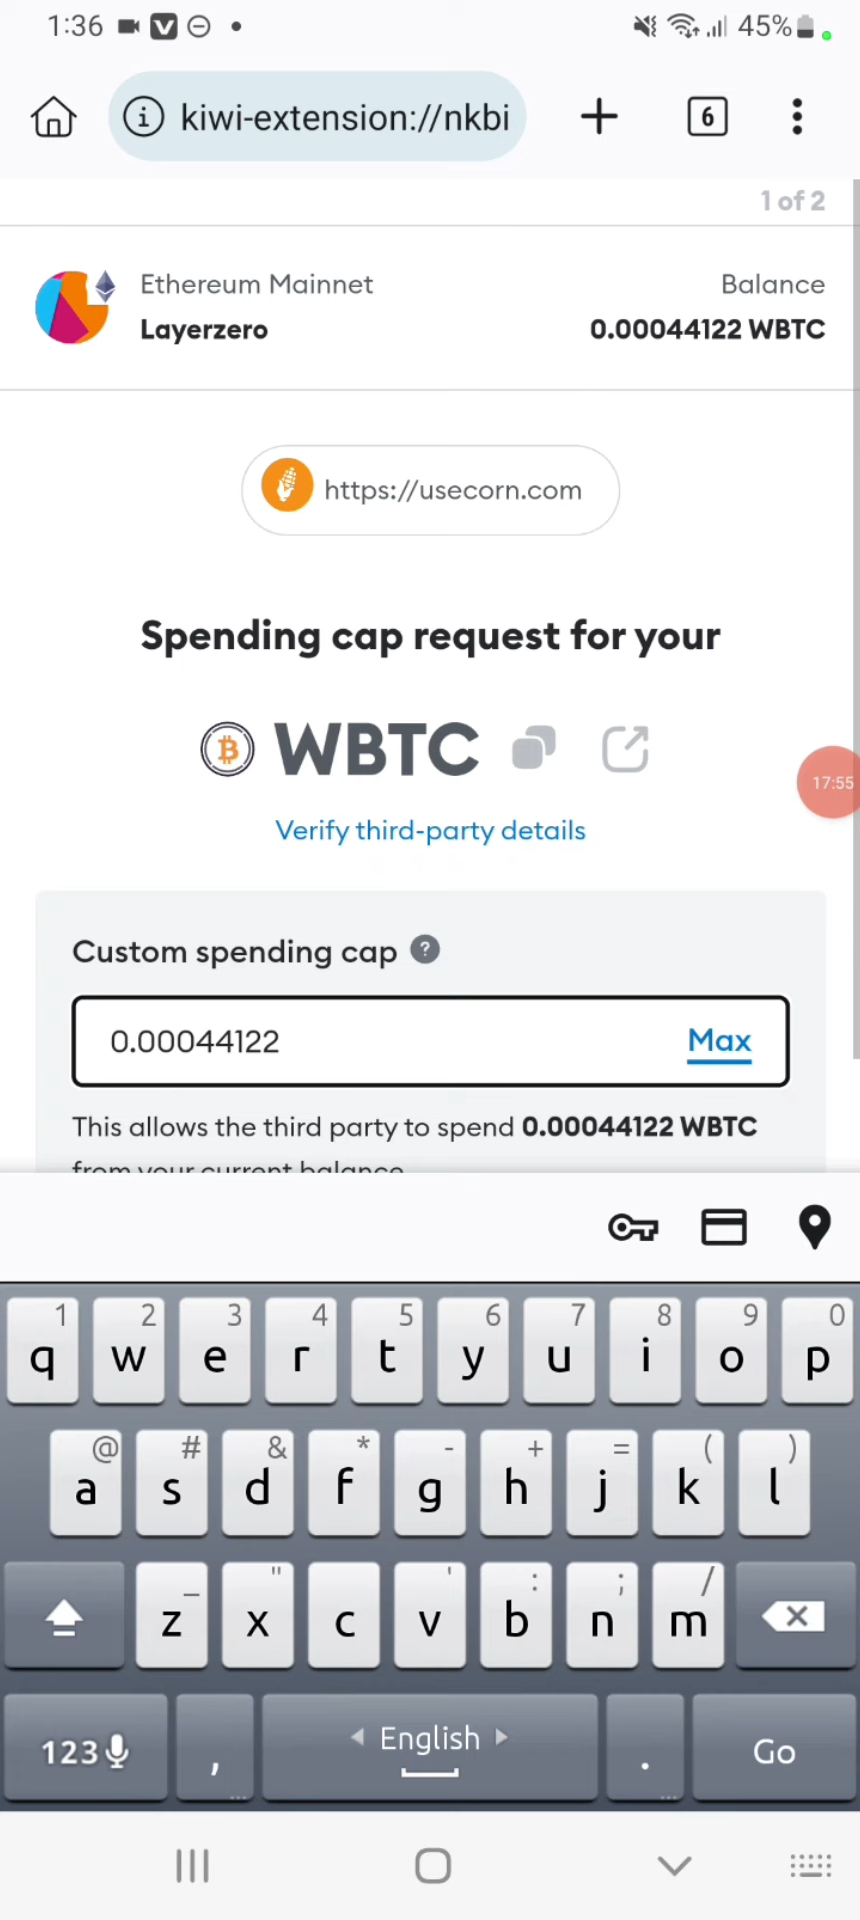 1:36 V 45%
kiwi-extension://nkbi 6
1 of 2
Ethereum Mainnet Balance
Layerzero 0.00044122 WBTC
https://usecorn.com
Spending cap request for your
WBTC
17:55
Verify third-party details
Custom spending cap ?
0.00044122 Max
This allows the third party to spend 0.00044122 WBTC
from your current balance
1 2 3 4 5 6 7 8 9 0
q w e r t y u i o p
@ # & * - + = ( )
a s d f g h j k l
_ " ' : ; /
z x c v b n m
123 , English . Go